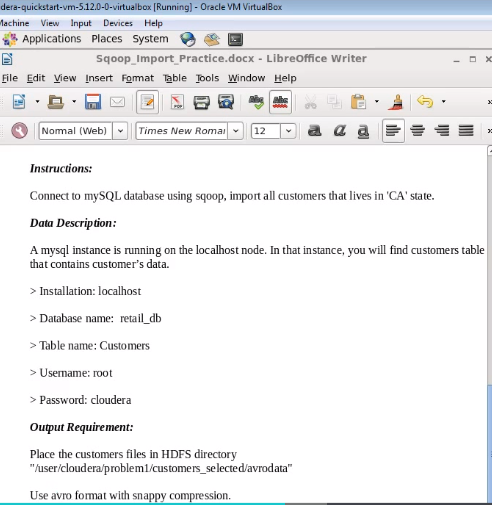 dera-quickstart-vm-5.12.0-0-virtualbox [Running] - Oracle VM VirtualBox
Machine View Input Devices Help
Applications Places System
Sqoop_Import_Practice.docx - LibreOffice Writer
File Edit View Insert Format Table Tools Window Help
Normal (Web) Times New Roma 12
Instructions:
Connect to mySQL database using sqoop, import all customers that lives in 'CA' state.
Data Description:
A mysql instance is running on the localhost node. In that instance, you will find customers table
that contains customer's data.
> Installation: localhost
> Database name: retail_db
> Table name: Customers
> Username: root
> Password: cloudera
Output Requirement:
Place the customers files in HDFS directory
"/user/cloudera/problem1/customers_selected/avrodata"
Use avro format with snappy compression.